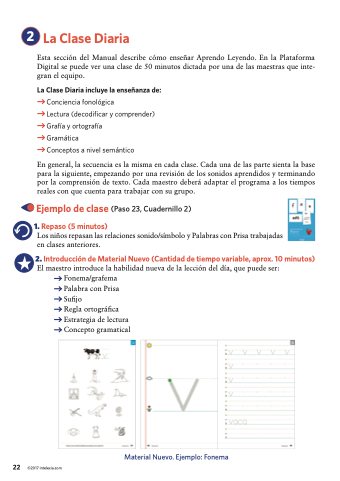 2 La Clase Diaria
Esta sección del Manual describe cómo enseñar Aprendo Leyendo. En la Plataforma
Digital se puede ver una clase de 50 minutos dictada por una de las maestras que inte-
gran el equipo.
La Clase Diaria incluye la enseñanza de:
→ Conciencia fonológica
→ Lectura (decodificar y comprender)
→ Grafía y ortografía
→ Gramática
→ Conceptos a nivel semántico
En general, la secuencia es la misma en cada clase. Cada una de las parte sienta la base
para la siguiente, empezando por una revisión de los sonidos aprendidos y terminando
por la comprensión de texto. Cada maestro deberá adaptar el programa a los tiempos
reales con que cuenta para trabajar con su grupo.
Ejemplo de clase (Paso 23, Cuadernillo 2)
1. Repaso (5 minutos)
Los niños repasan las relaciones sonido/símbolo y Palabras con Prisa trabajadas
en clases anteriores.
2. Introducción de Material Nuevo (Cantidad de tiempo variable, aprox. 10 minutos)
El maestro introduce la habilidad nueva de la lección del día, que puede ser:
→ Fonema/grafema
→ Palabra con Prisa
→ Sufijo
→ Regla ortográfica
→ Estrategia de lectura
→ Concepto gramatical
v
v v v v v
v
v
v
vaca
Material Nuevo. Ejemplo: Fonema
22 ©2017 intelexia.com